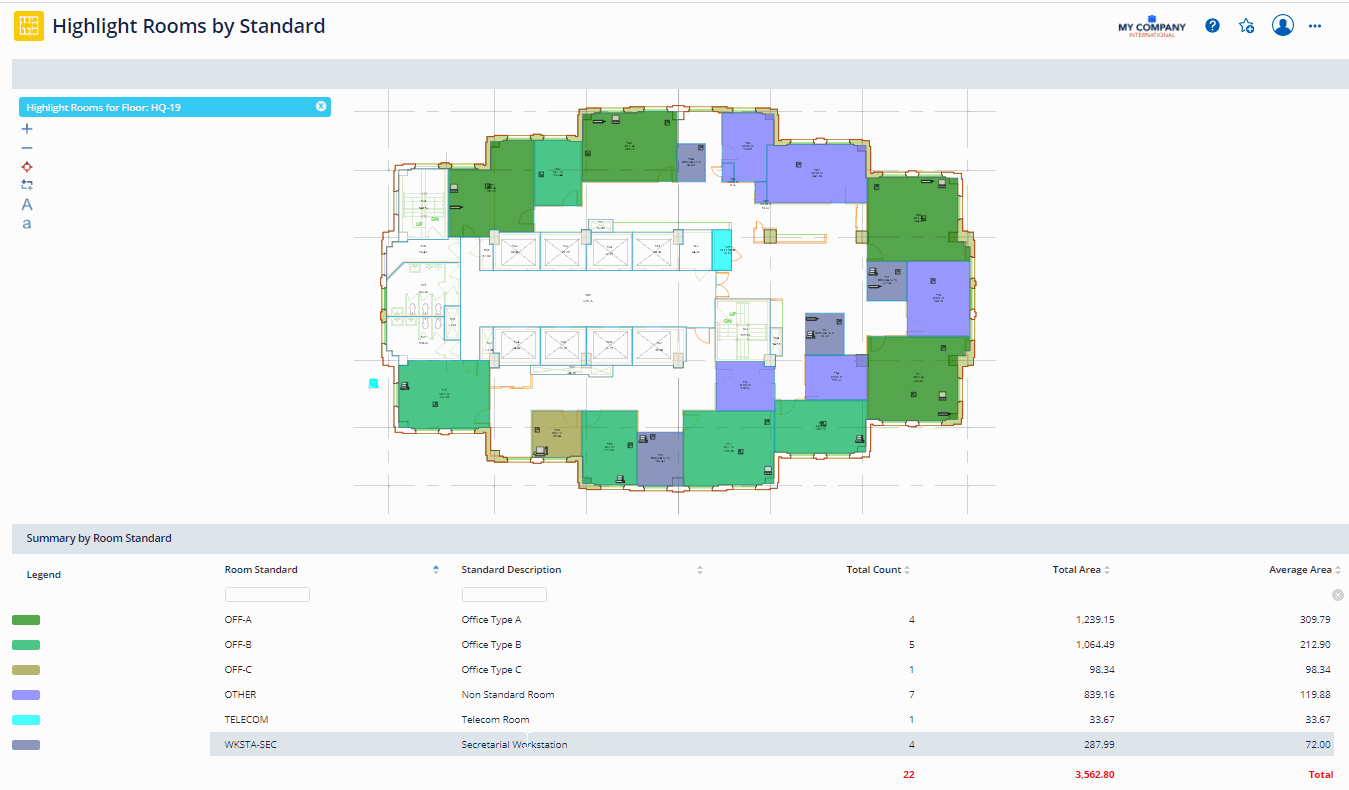 Highlight Rooms by Standard
MY COMPANY
INTERNATIONAL
?
Highlight Rooms for Floor: HQ-19
A
a
UP
DN
UP
DN
Summary by Room Standard
Legend Room Standard Standard Description Total Count Total Area Average Area
OFF-A Office Type A 4 1,239.15 309.79
OFF-B Office Type B 5 1,064.49 212.90
OFF-C Office Type C 1 98.34 98.34
OTHER Non Standard Room 7 839.16 119.88
TELECOM Telecom Room 1 33.67 33.67
WKSTA-SEC Secretarial Workstation 4 287.99 72.00
22 3,562.80 Total